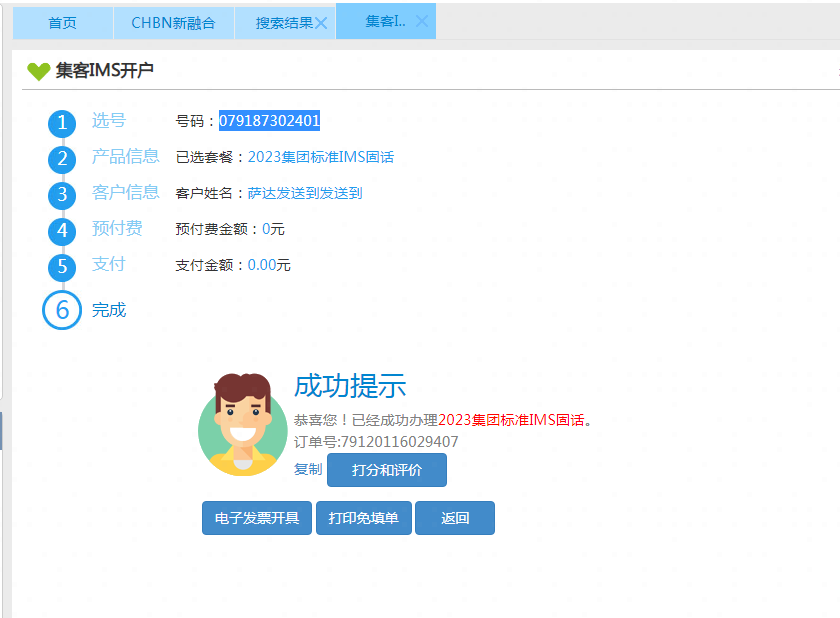 首页 CHBN新融合 搜索结果 集客I..
集客IMS开户
1 选号 号码：079187302401
2 产品信息 已选套餐：2023集团标准IMS固话
3 客户信息 客户姓名：萨达发送到发送到
4 预付费 预付费金额：0元
5 支付 支付金额：0.00元
6 完成
成功提示
恭喜您！已经成功办理2023集团标准IMS固话。
订单号:79120116029407
复制 打分和评价
电子发票开具 打印免填单 返回